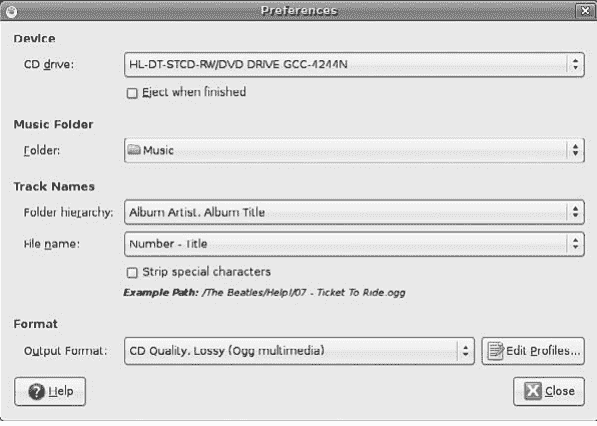 Preferences
Device
CD drive: HL-DT-STCD-RW/DVD DRIVE GCC-4244N
Eject when finished
Music Folder
Folder: Music
Track Names
Folder hierarchy: Album Artist, Album Title
File name: Number - Title
Strip special characters
Example Path: /The Beatles/Help!/07 - Ticket To Ride.ogg
Format
Output Format: CD Quality, Lossy (Ogg multimedia) Edit Profiles...
Help Close